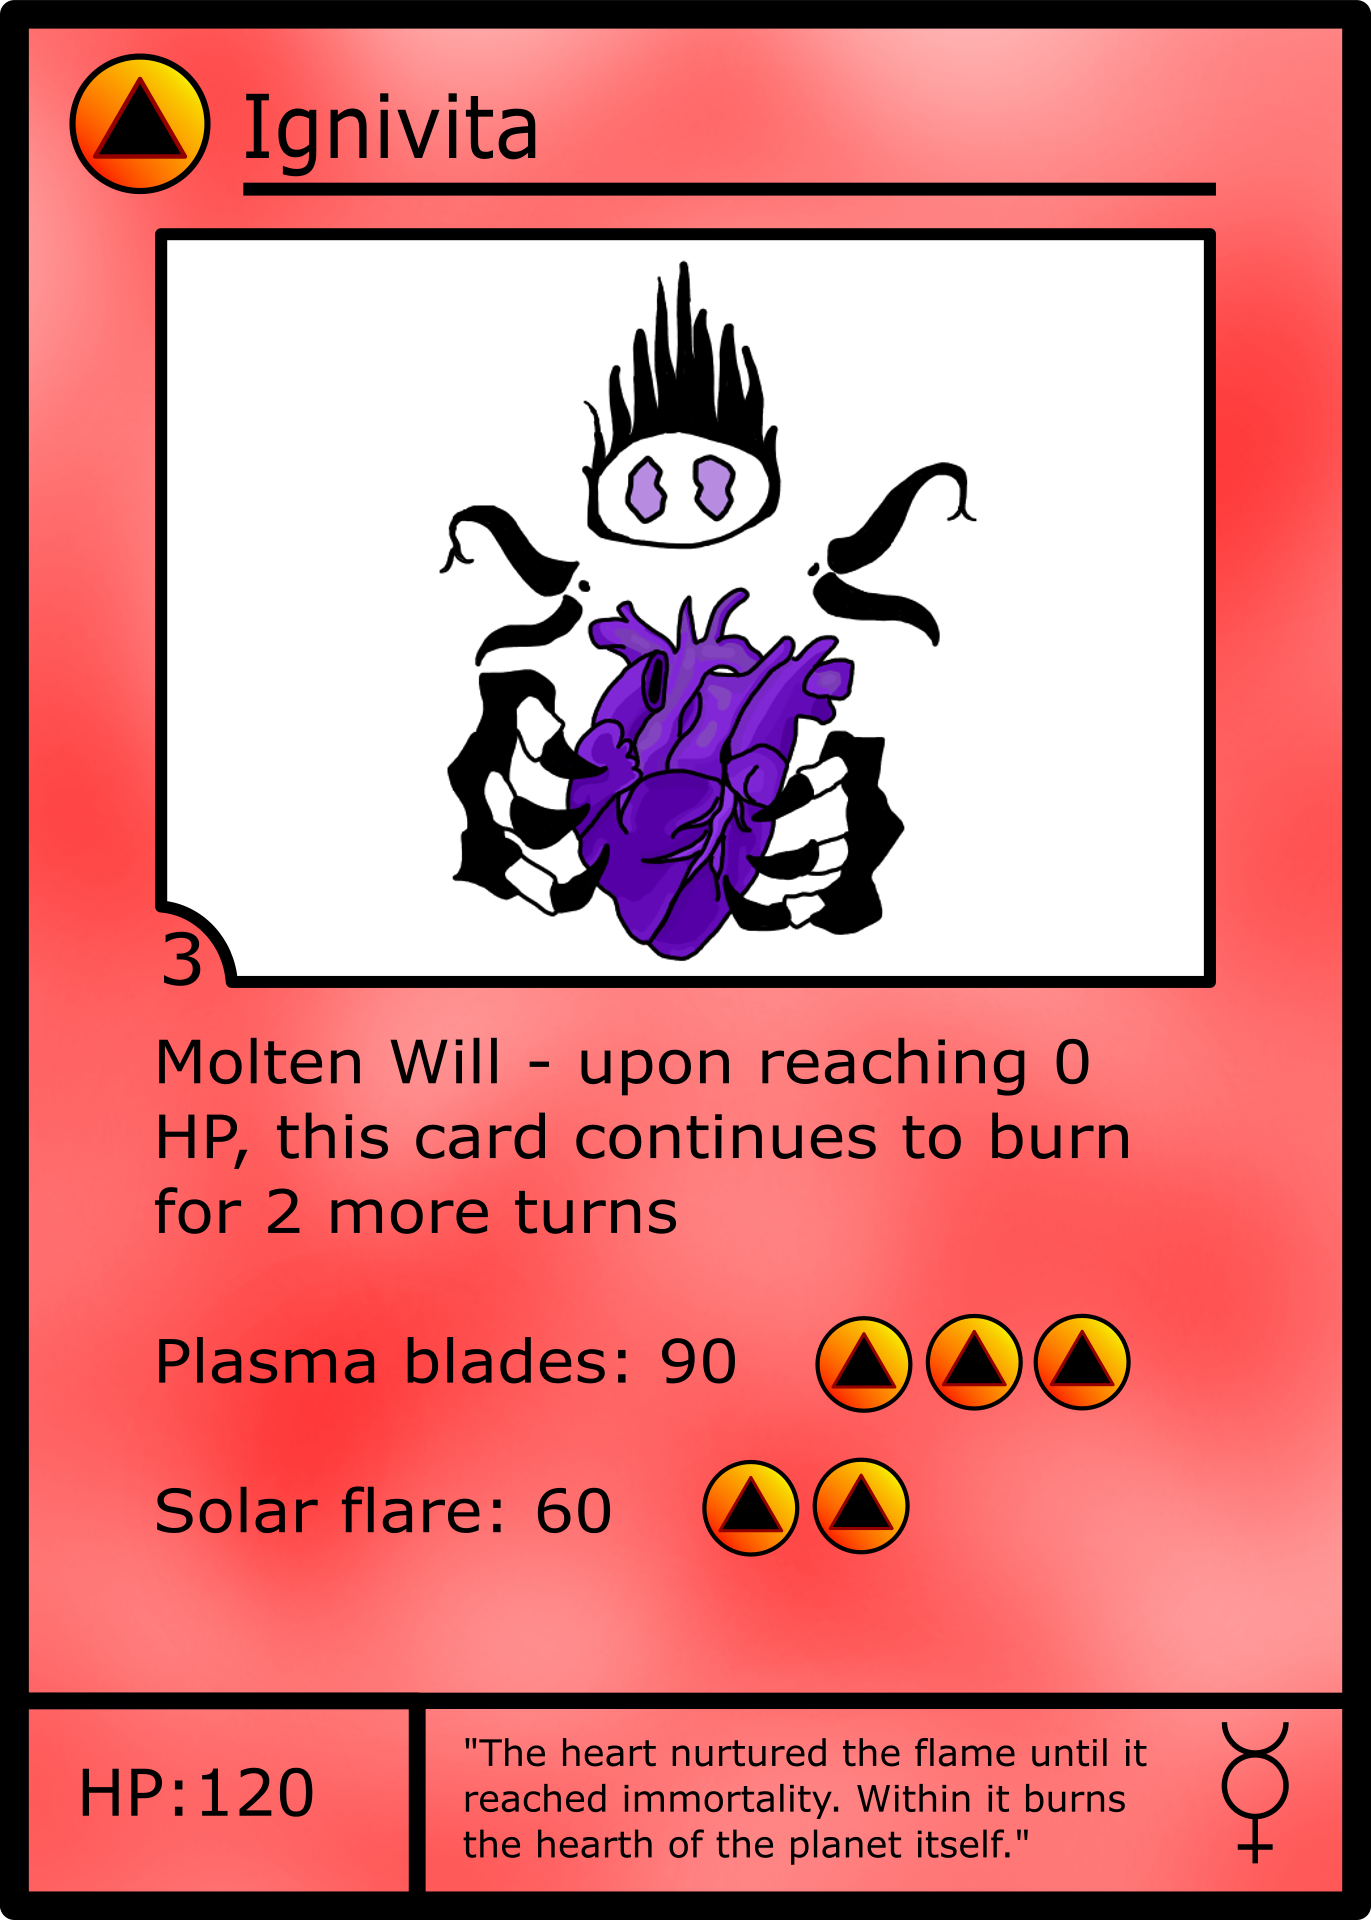 Ignivita
3
Molten Will - upon reaching 0
HP, this card continues to burn
for 2 more turns
Plasma blades: 90
Solar flare: 60
HP:120
"The heart nurtured the flame until it
reached immortality. Within it burns
the hearth of the planet itself."